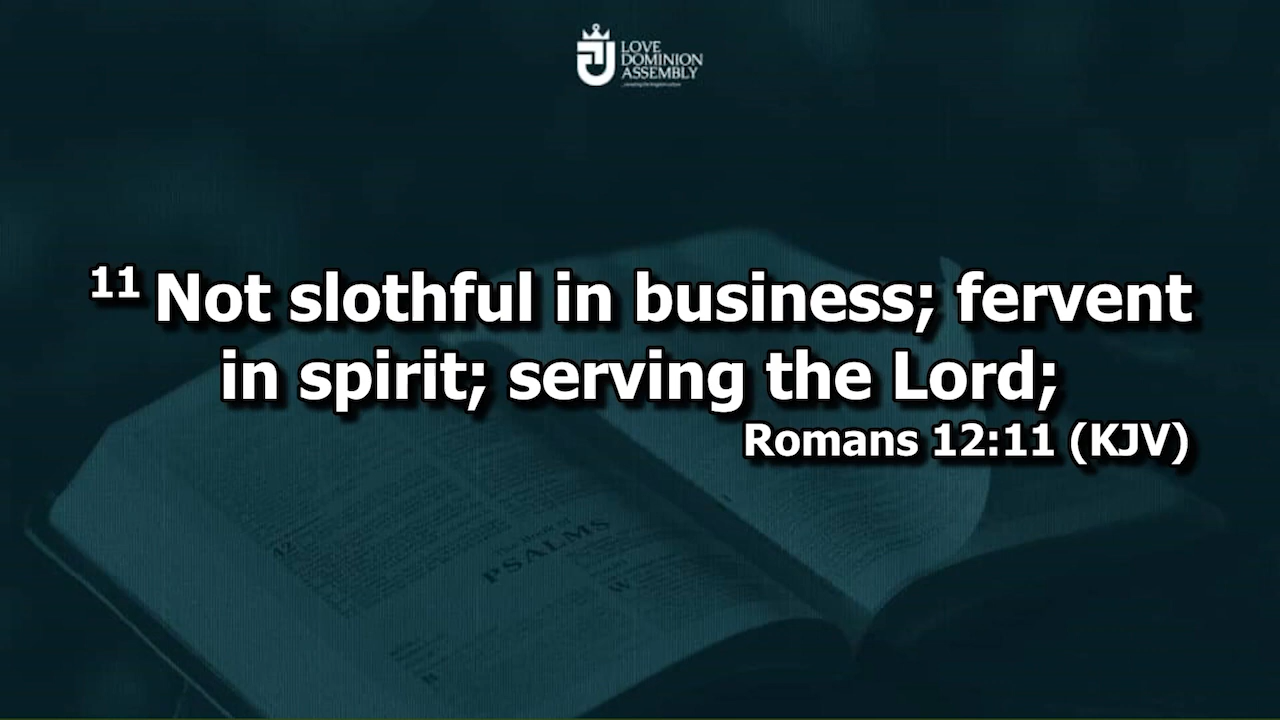 LOVE
DOMINION
ASSEMBLY
11 Not slothful in business; fervent
in spirit; serving the Lord;
Romans 12:11 (KJV)
PSALMS